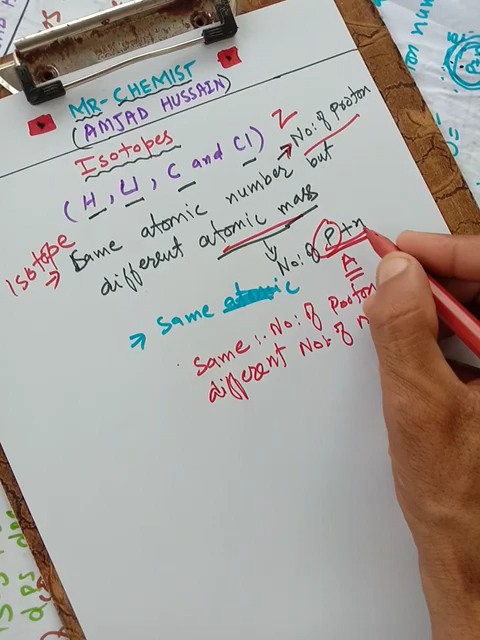 MR-CHEMIST
(AMJAD HUSSAIN)
Isotopes
(H, Li, C and Cl)
Z
→ No: of Proton
Isotope
→ Same atomic number but
different atomic mass
No: of P+n
A
→ Same atomic
Same :. No: of Proton
different No: of